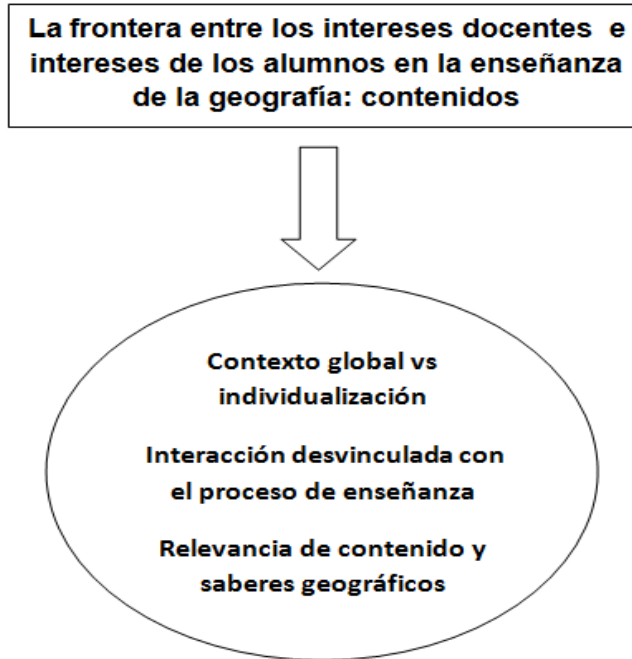 La frontera entre los intereses docentes e
intereses de los alumnos en la enseñanza
de la geografía: contenidos
Contexto global vs
individualización
Interacción desvinculada con
el proceso de enseñanza
Relevancia de contenido y
saberes geográficos